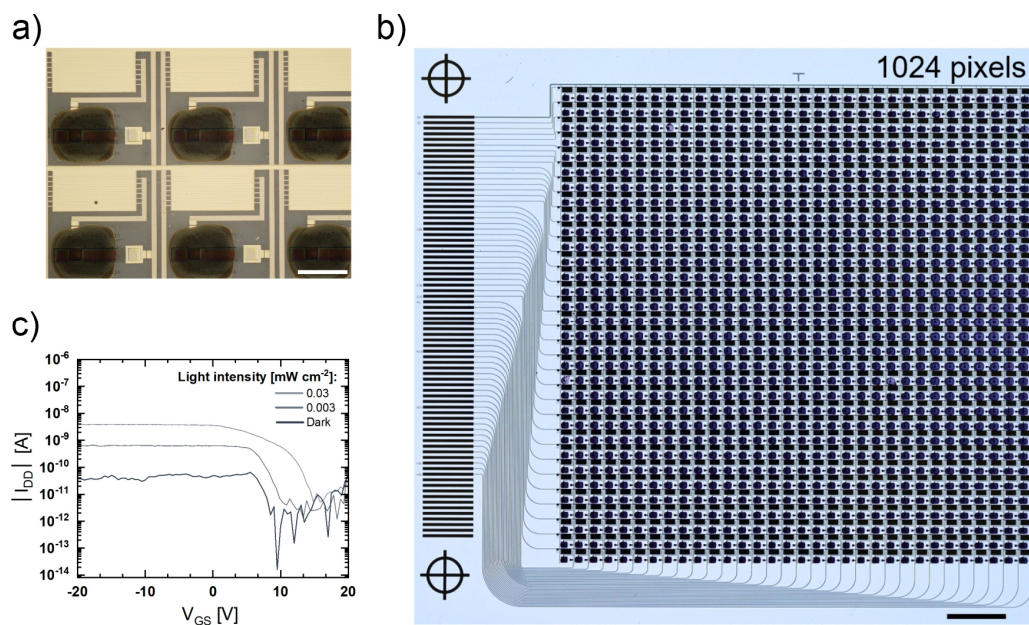 a)
b)
1024 pixels
c)
10⁻⁶
10⁻⁷
10⁻⁸
10⁻⁹
10⁻¹⁰
10⁻¹¹
10⁻¹²
10⁻¹³
10⁻¹⁴
| I_DD | [A]
Light intensity [mW cm⁻²]:
0.03
0.003
Dark
-20
-10
0
10
20
V_GS [V]